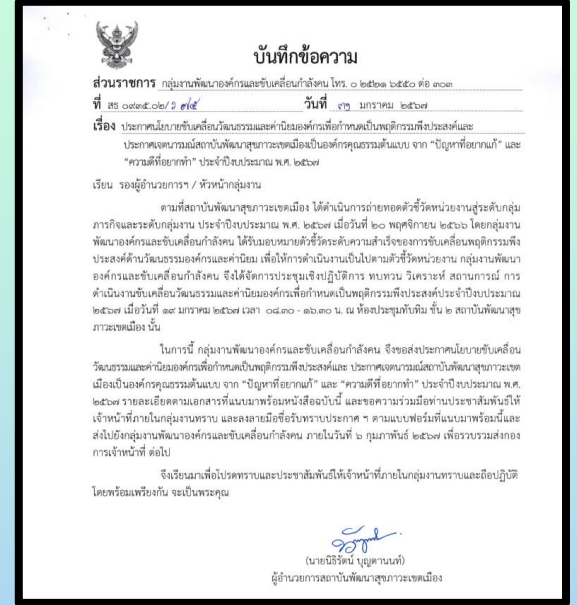 บันทึกข้อความ
ส่วนราชการ กลุ่มงานพัฒนาองค์กรและขับเคลื่อนกำลังคน โทร. ๐ ๒๕๒๑ ๖๕๕๐ ต่อ ๓๐๓
ที่ สธ ๐๙๓๕.๐๒/ วันที่ มกราคม ๒๕๖๗
เรื่อง ประกาศนโยบายขับเคลื่อนวัฒนธรรมและค่านิยมองค์กรเพื่อกำหนดเป็นพฤติกรรมพึงประสงค์และ
ประกาศเจตนารมณ์สถาบันพัฒนาสุขภาวะเขตเมืองเป็นองค์กรคุณธรรมต้นแบบ จาก “ปัญหาที่อยากแก้” และ
“ความดีที่อยากทำ” ประจำปีงบประมาณ พ.ศ. ๒๕๖๗
เรียน รองผู้อำนวยการฯ / หัวหน้ากลุ่มงาน
ตามที่สถาบันพัฒนาสุขภาวะเขตเมือง ได้ดำเนินการถ่ายทอดตัวชี้วัดหน่วยงานสู่ระดับกลุ่ม
ภารกิจและระดับกลุ่มงาน ประจำปีงบประมาณ พ.ศ. ๒๕๖๗ เมื่อวันที่ ๒๐ พฤศจิกายน ๒๕๖๖ โดยกลุ่มงาน
พัฒนาองค์กรและขับเคลื่อนกำลังคน ได้รับมอบหมายตัวชี้วัดระดับความสำเร็จของการขับเคลื่อนพฤติกรรมพึง
ประสงค์ด้านวัฒนธรรมองค์กรและค่านิยม เพื่อให้การดำเนินงานเป็นไปตามตัวชี้วัดหน่วยงาน กลุ่มงานพัฒนา
องค์กรและขับเคลื่อนกำลังคน จึงได้จัดการประชุมเชิงปฏิบัติการ ทบทวน วิเคราะห์ สถานการณ์ การ
ดำเนินงานขับเคลื่อนวัฒนธรรมและค่านิยมองค์กรเพื่อกำหนดเป็นพฤติกรรมพึงประสงค์ประจำปีงบประมาณ
๒๕๖๗ เมื่อวันที่ ๑๙ มกราคม ๒๕๖๗ เวลา ๐๘.๓๐ - ๑๖.๓๐ น. ณ ห้องประชุมทับทิม ชั้น ๒ สถาบันพัฒนาสุข
ภาวะเขตเมือง นั้น
ในการนี้ กลุ่มงานพัฒนาองค์กรและขับเคลื่อนกำลังคน จึงขอส่งประกาศนโยบายขับเคลื่อน
วัฒนธรรมและค่านิยมองค์กรเพื่อกำหนดเป็นพฤติกรรมพึงประสงค์และ ประกาศเจตนารมณ์สถาบันพัฒนาสุขภาวะเขต
เมืองเป็นองค์กรคุณธรรมต้นแบบ จาก “ปัญหาที่อยากแก้” และ “ความดีที่อยากทำ” ประจำปีงบประมาณ พ.ศ.
๒๕๖๗ รายละเอียดตามเอกสารที่แนบมาพร้อมหนังสือฉบับนี้ และขอความร่วมมือท่านประชาสัมพันธ์ให้
เจ้าหน้าที่ภายในกลุ่มงานทราบ และลงลายมือชื่อรับทราบประกาศ ฯ ตามแบบฟอร์มที่แนบมาพร้อมนี้และ
ส่งไปยังกลุ่มงานพัฒนาองค์กรและขับเคลื่อนกำลังคน ภายในวันที่ ๖ กุมภาพันธ์ ๒๕๖๗ เพื่อรวบรวมส่งกอง
การเจ้าหน้าที่ ต่อไป
จึงเรียนมาเพื่อโปรดทราบและประชาสัมพันธ์ให้เจ้าหน้าที่ภายในกลุ่มงานทราบและถือปฏิบัติ
โดยพร้อมเพรียงกัน จะเป็นพระคุณ
(นายนิธิรัตน์ บุญตานนท์)
ผู้อำนวยการสถาบันพัฒนาสุขภาวะเขตเมือง